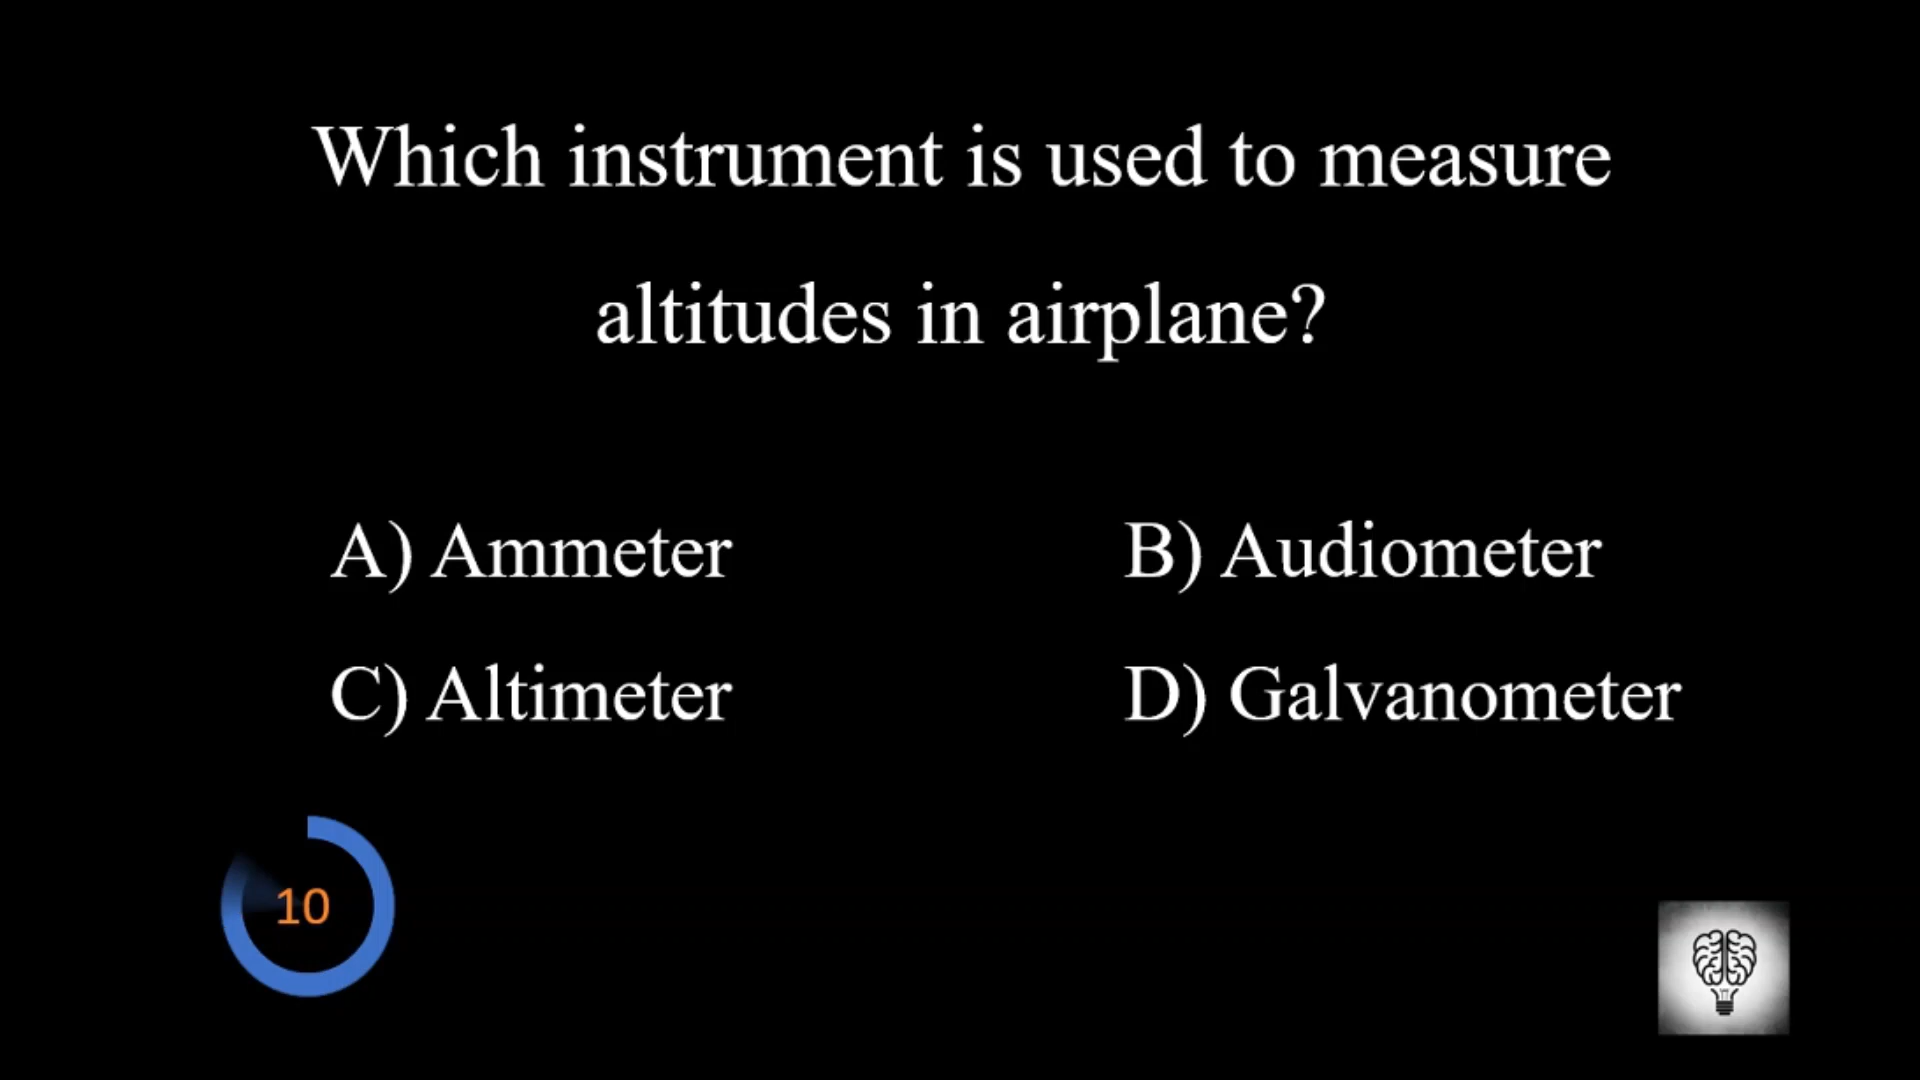 Which instrument is used to measure
altitudes in airplane?
A) Ammeter
B) Audiometer
C) Altimeter
D) Galvanometer
10